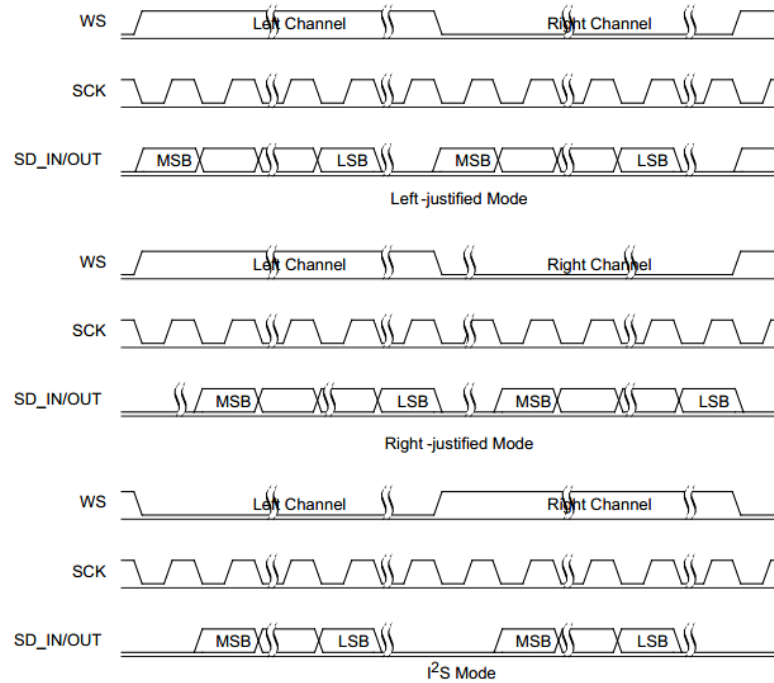 WS Left Channel Right Channel
SCK
SD_IN/OUT MSB LSB MSB LSB
Left-justified Mode
WS Left Channel Right Channel
SCK
SD_IN/OUT MSB LSB MSB LSB
Right-justified Mode
WS Left Channel Right Channel
SCK
SD_IN/OUT MSB LSB MSB LSB
I²S Mode